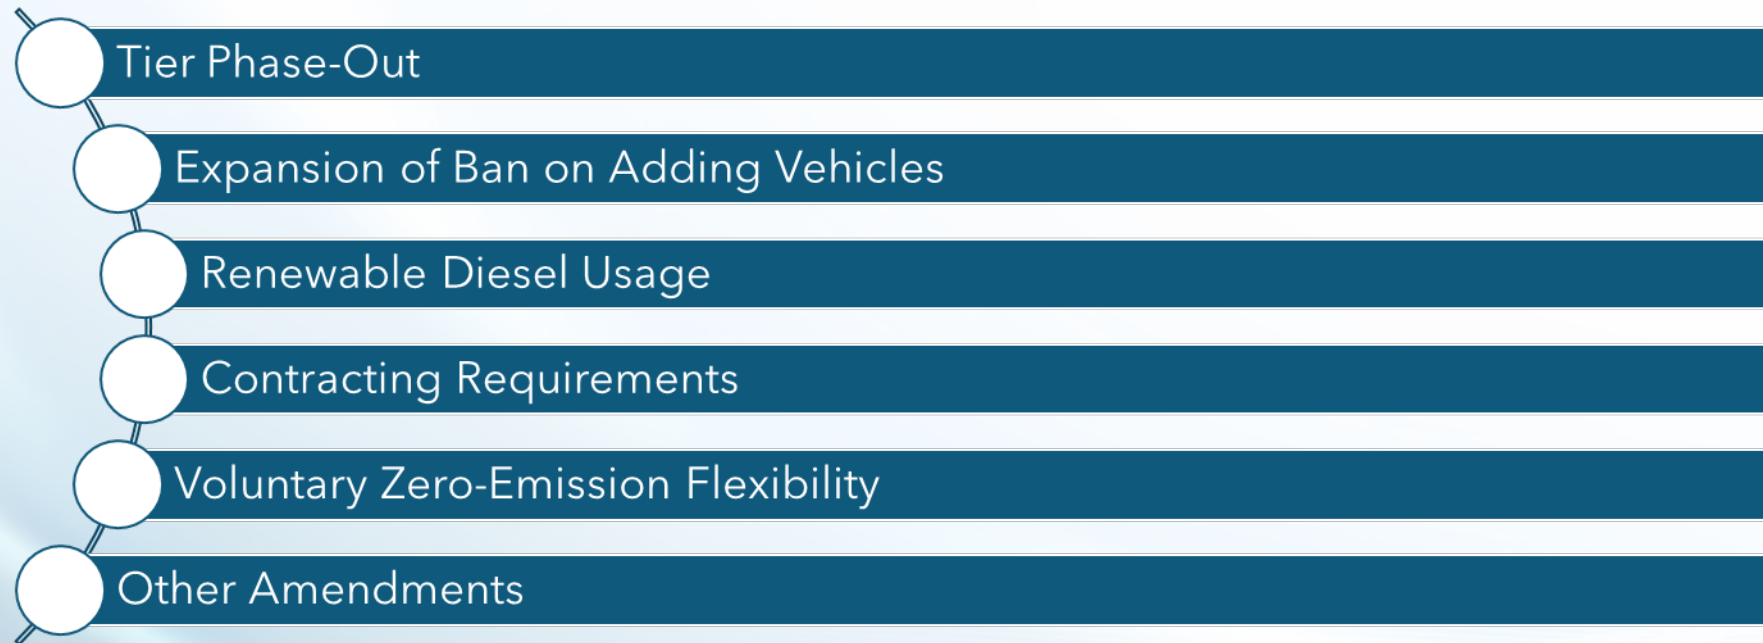 Tier Phase-Out
Expansion of Ban on Adding Vehicles
Renewable Diesel Usage
Contracting Requirements
Voluntary Zero-Emission Flexibility
Other Amendments